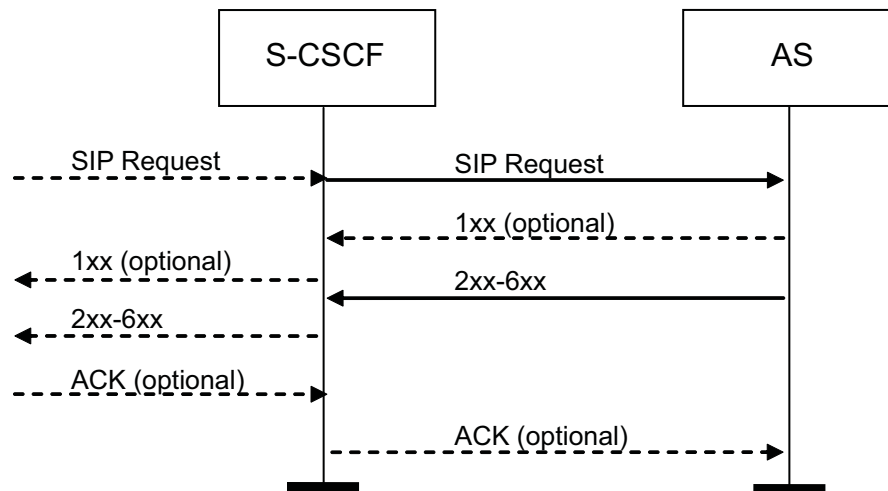 S-CSCF
AS
SIP Request
SIP Request
1xx (optional)
1xx (optional)
2xx-6xx
2xx-6xx
ACK (optional)
ACK (optional)